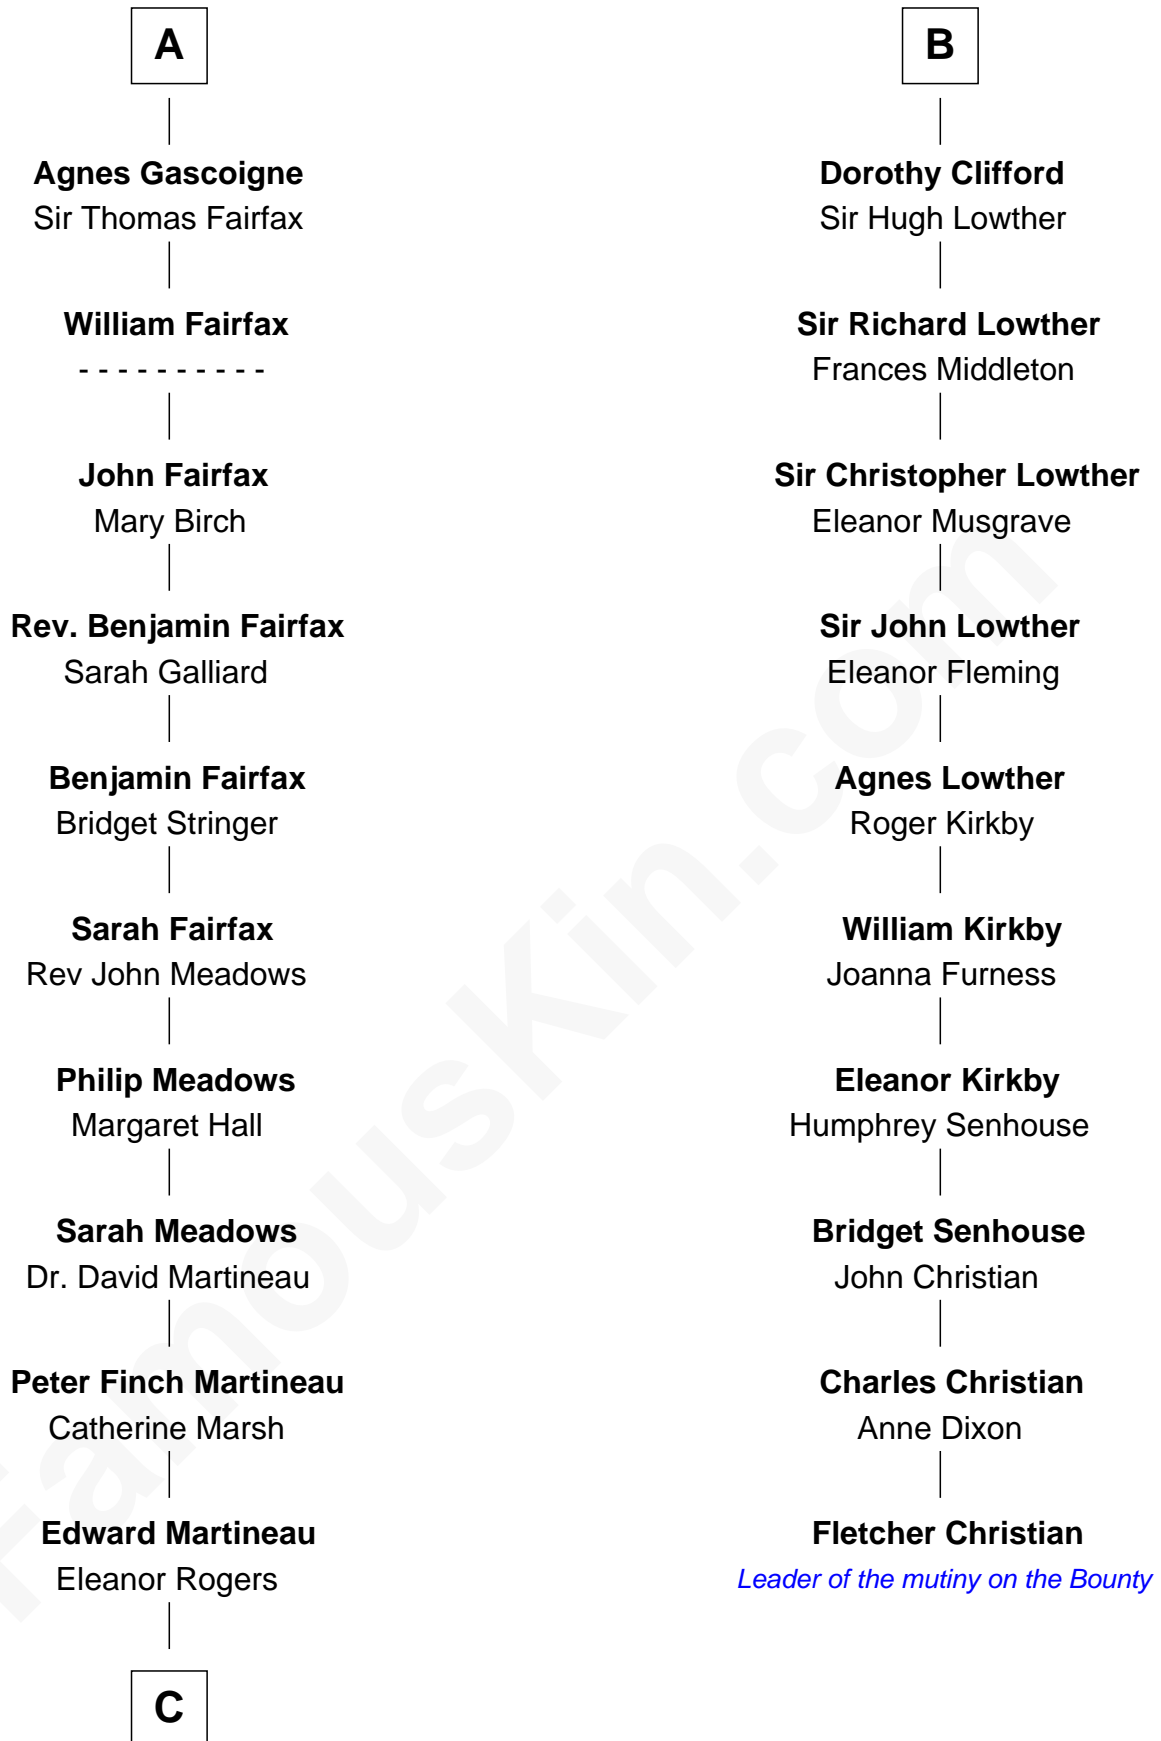 A
Agnes Gascoigne
Sir Thomas Fairfax
William Fairfax
- - - - - - - - - -
John Fairfax
Mary Birch
Rev. Benjamin Fairfax
Sarah Galliard
Benjamin Fairfax
Bridget Stringer
Sarah Fairfax
Rev John Meadows
Philip Meadows
Margaret Hall
Sarah Meadows
Dr. David Martineau
Peter Finch Martineau
Catherine Marsh
Edward Martineau
Eleanor Rogers
C
B
Dorothy Clifford
Sir Hugh Lowther
Sir Richard Lowther
Frances Middleton
Sir Christopher Lowther
Eleanor Musgrave
Sir John Lowther
Eleanor Fleming
Agnes Lowther
Roger Kirkby
William Kirkby
Joanna Furness
Eleanor Kirkby
Humphrey Senhouse
Bridget Senhouse
John Christian
Charles Christian
Anne Dixon
Fletcher Christian
Leader of the mutiny on the Bounty
FamousKin.com